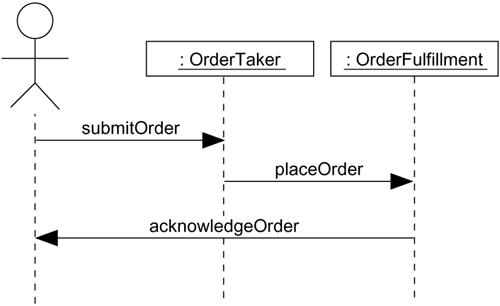 : OrderTaker
: OrderFulfillment
submitOrder
placeOrder
acknowledgeOrder